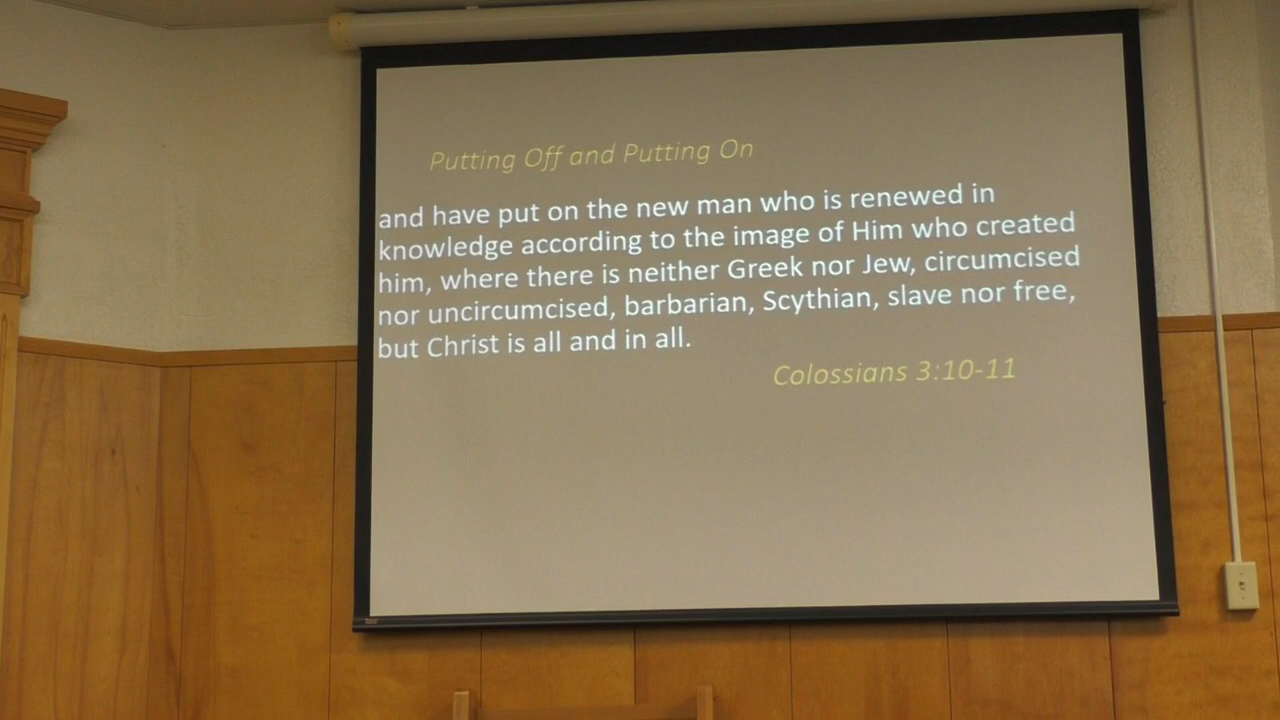 Putting Off and Putting On
and have put on the new man who is renewed in
knowledge according to the image of Him who created
him, where there is neither Greek nor Jew, circumcised
nor uncircumcised, barbarian, Scythian, slave nor free,
but Christ is all and in all.
Colossians 3:10-11